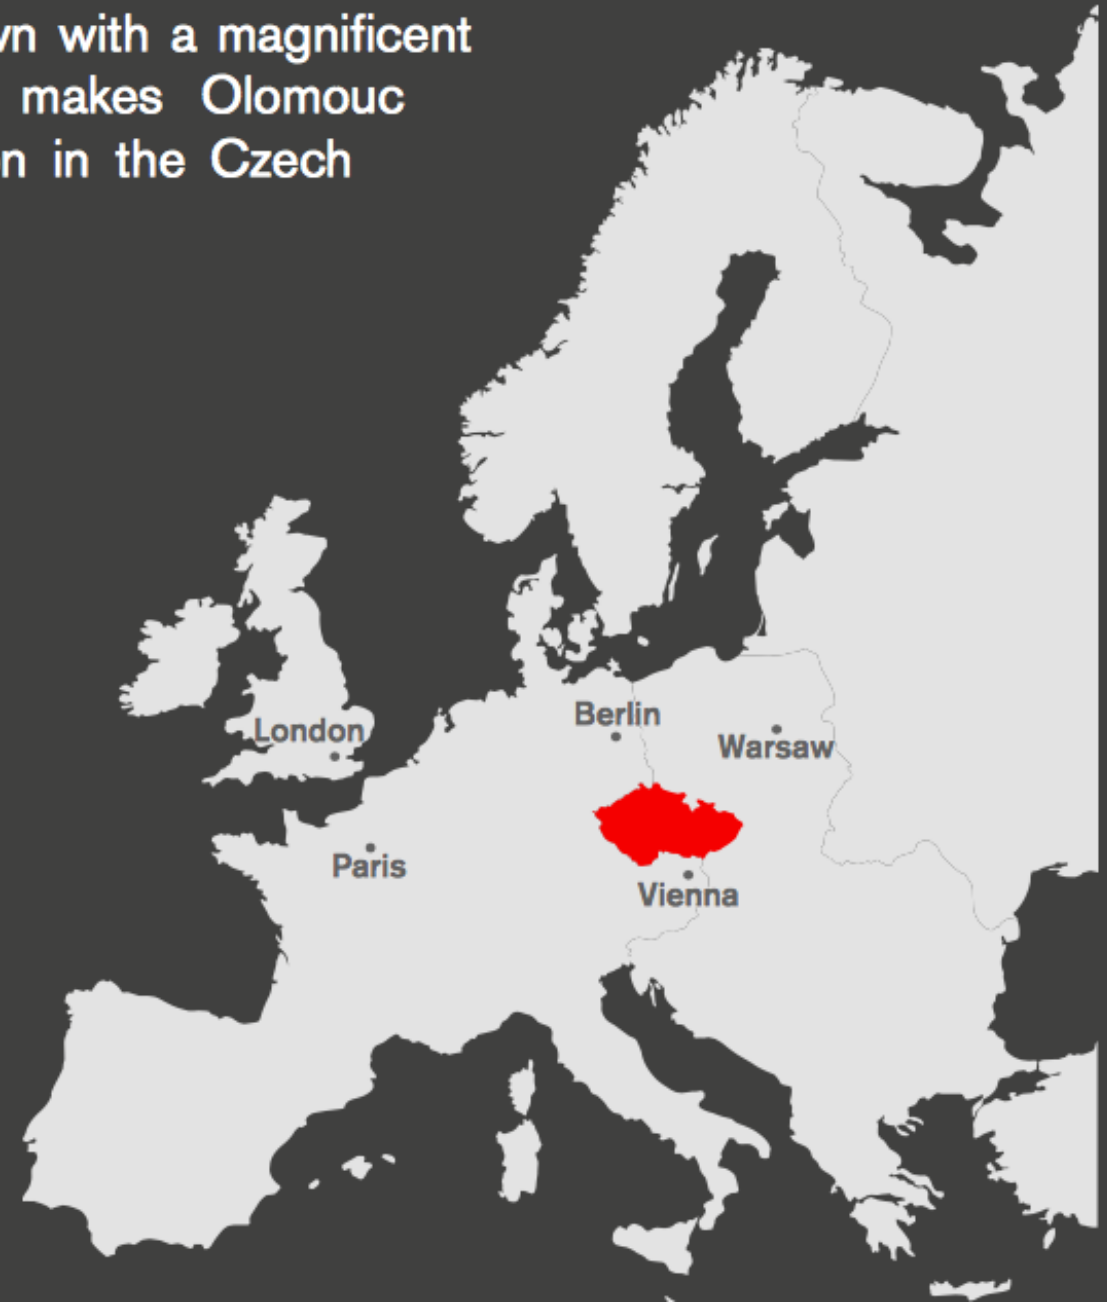 with a magnificent
makes Olomouc
in the Czech
London
Berlin
Warsaw
Paris
Vienna